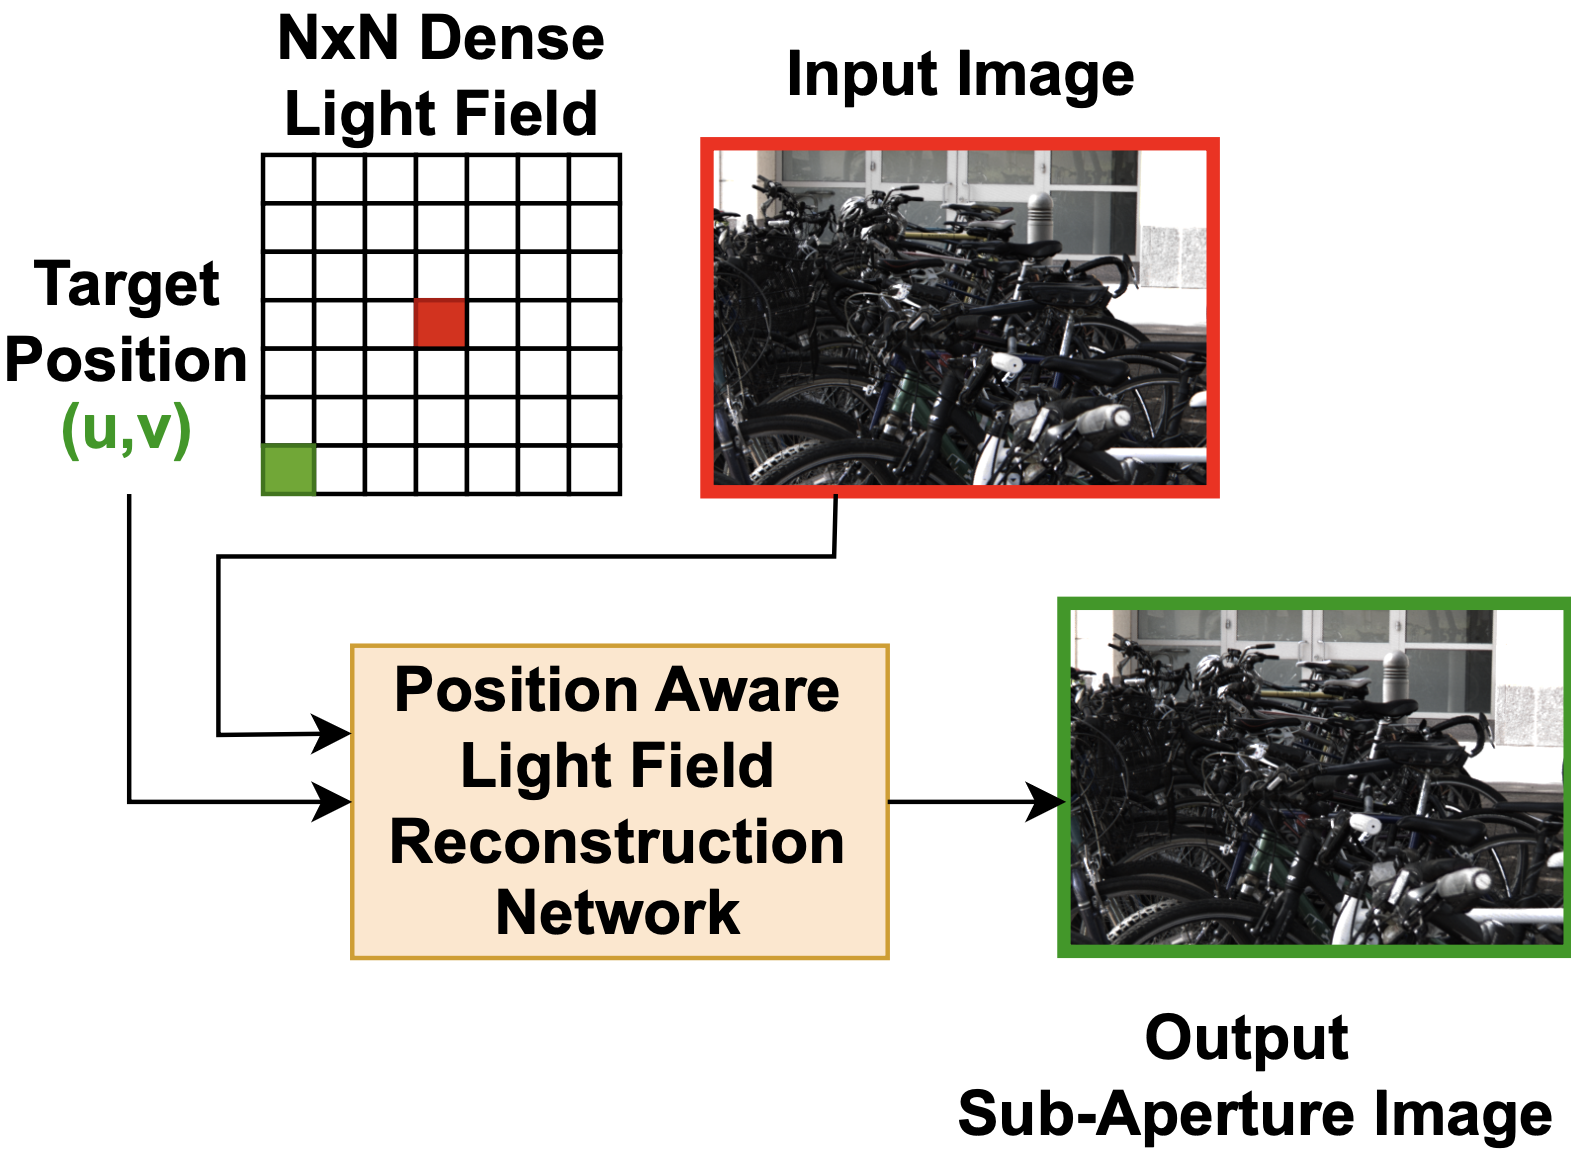 NxN Dense
Light Field
Input Image
Target
Position
(u,v)
Position Aware
Light Field
Reconstruction
Network
Output
Sub-Aperture Image